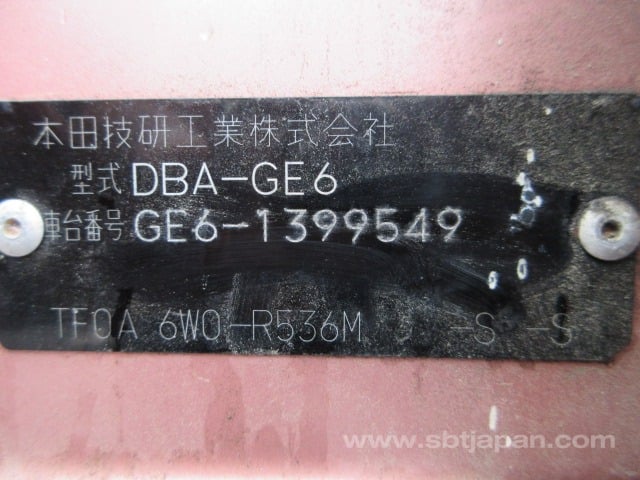 本田技研工業株式会社
型式 DBA-GE6
車台番号 GE6-1399549
TF0A 6W0-R536M J -S -S
www.sbtjapan.com